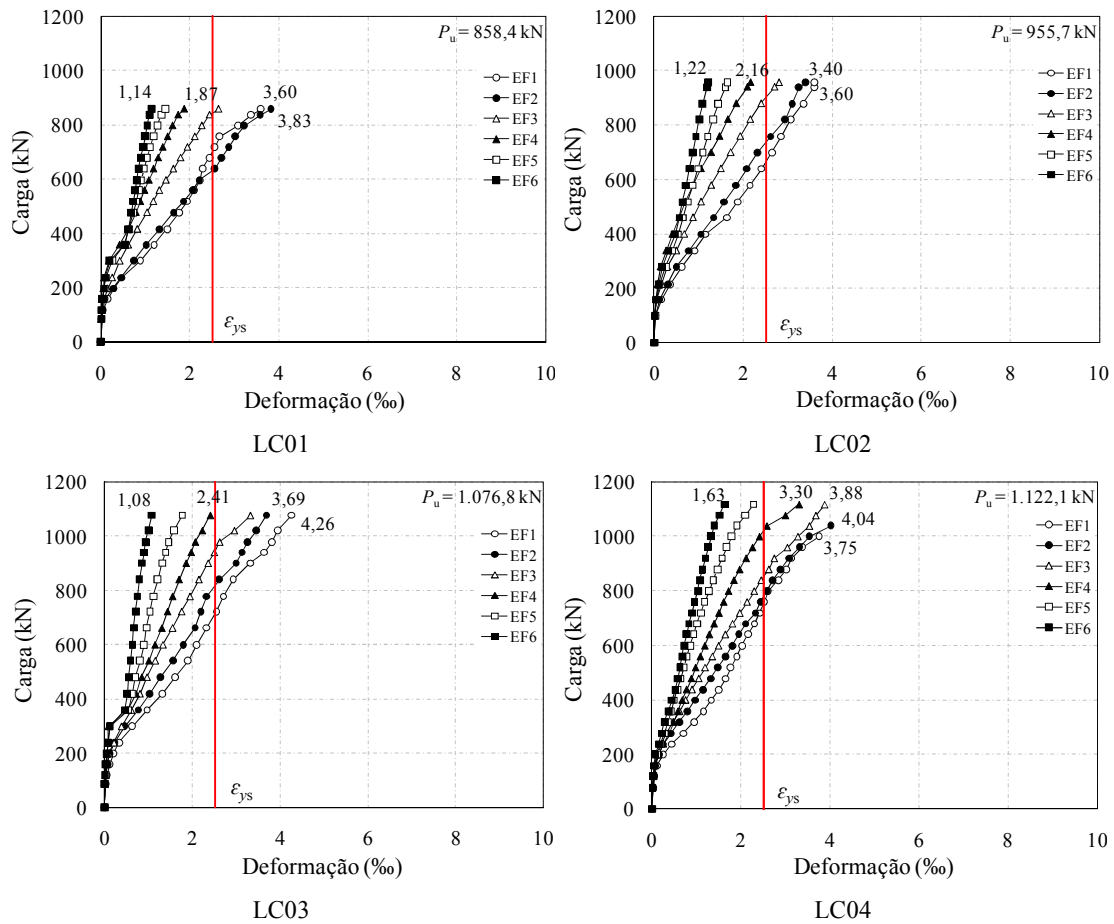 1200
1000
800
600
400
200
0
Carga (kN)
P_u = 858,4 kN
1,14
1,87
3,60
3,83
EF1
EF2
EF3
EF4
EF5
EF6
ε_ys
0 2 4 6 8 10
Deformação (‰)
LC01
1200
1000
800
600
400
200
0
Carga (kN)
P_u = 955,7 kN
1,22
2,16
3,40
3,60
EF1
EF2
EF3
EF4
EF5
EF6
ε_ys
0 2 4 6 8 10
Deformação (‰)
LC02
1200
1000
800
600
400
200
0
Carga (kN)
P_u = 1.076,8 kN
1,08
2,41
3,69
4,26
EF1
EF2
EF3
EF4
EF5
EF6
ε_ys
0 2 4 6 8 10
Deformação (‰)
LC03
1200
1000
800
600
400
200
0
Carga (kN)
P_u = 1.122,1 kN
1,63
3,30
3,88
4,04
3,75
EF1
EF2
EF3
EF4
EF5
EF6
ε_ys
0 2 4 6 8 10
Deformação (‰)
LC04